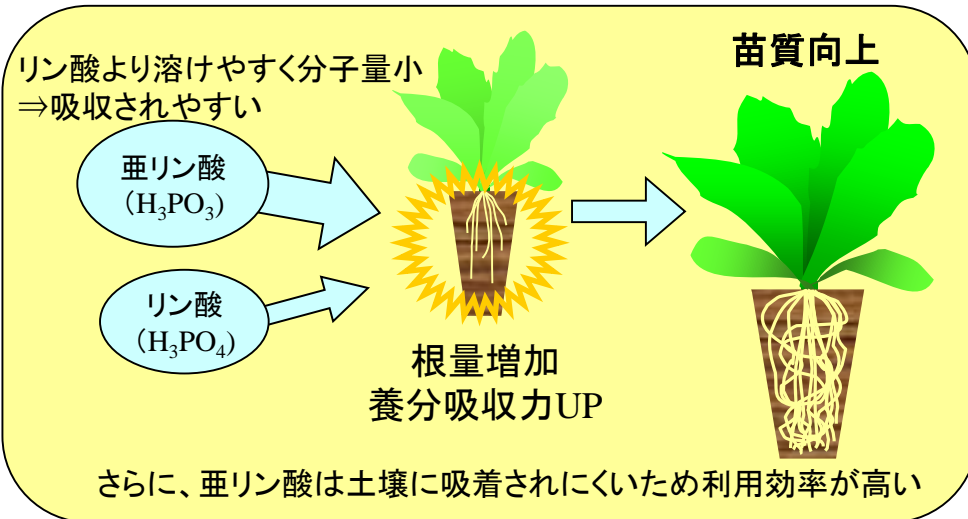 リン酸より溶けやすく分子量小
⇒吸収されやすい
苗質向上
亜リン酸
(H₃PO₃)
リン酸
(H₃PO₄)
根量増加
養分吸収力UP
さらに、亜リン酸は土壌に吸着されにくいため利用効率が高い